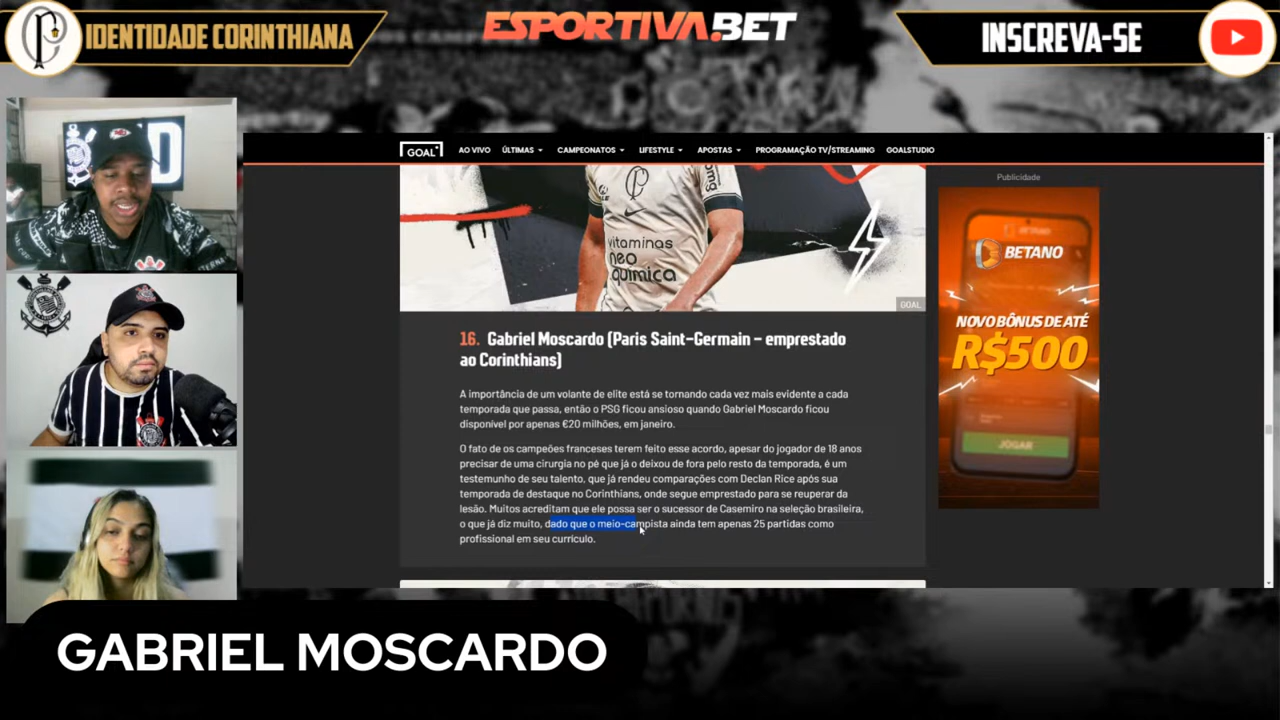 IDENTIDADE CORINTHIANA
ESPORTIVA.BET
INSCREVA-SE
GOAL
AO VIVO ÚLTIMAS CAMPEONATOS LIFESTYLE APOSTAS PROGRAMAÇÃO TV/STREAMING GOALSTUDIO
Publicidade
vitaminas
neo
química
GOAL
16. Gabriel Moscardo (Paris Saint-Germain - emprestado
ao Corinthians)
A importância de um volante de elite está se tornando cada vez mais evidente a cada
temporada que passa, então o PSG ficou ansioso quando Gabriel Moscardo ficou
disponível por apenas €20 milhões, em janeiro.
O fato de os campeões franceses terem feito esse acordo, apesar do jogador de 18 anos
precisar de uma cirurgia no pé que já o deixou de fora pelo resto da temporada, é um
testemunho de seu talento, que já rendeu comparações com Declan Rice após sua
temporada de destaque no Corinthians, onde segue emprestado para se reuperar da
lesão. Muitos acreditam que ele possa ser o sucessor de Casemiro na seleção brasileira,
o que já diz muito, dado que o meio-campista ainda tem apenas 25 partidas como
profissional em seu currículo.
BETANO
NOVO BÔNUS DE ATÉ
R$500
JOGAR
GABRIEL MOSCARDO